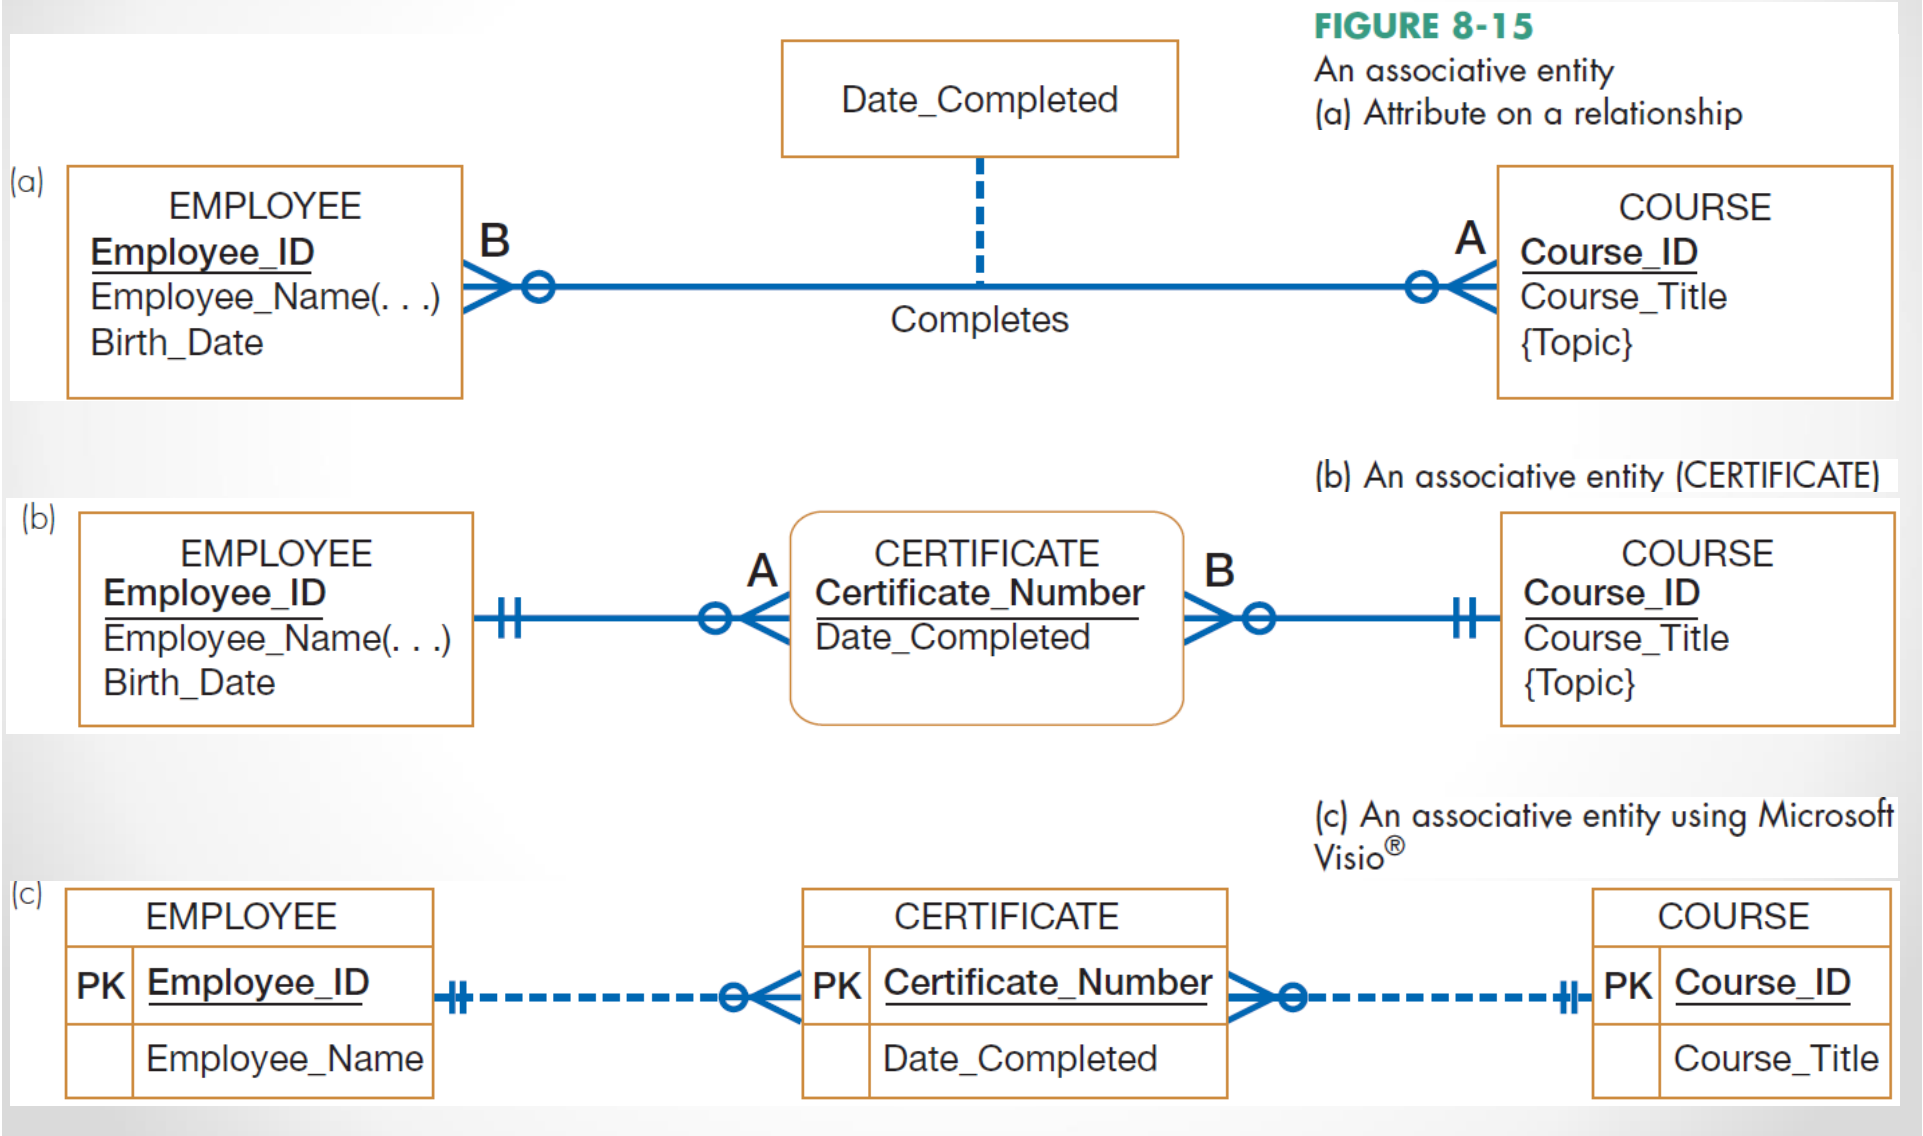 FIGURE 8-15
An associative entity
(a) Attribute on a relationship
Date_Completed
(a)
EMPLOYEE
Employee_ID
Employee_Name(. . .)
Birth_Date
B
Completes
A
COURSE
Course_ID
Course_Title
{Topic}
(b) An associative entity (CERTIFICATE)
(b)
EMPLOYEE
Employee_ID
Employee_Name(. . .)
Birth_Date
A
CERTIFICATE
Certificate_Number
Date_Completed
B
COURSE
Course_ID
Course_Title
{Topic}
(c) An associative entity using Microsoft
Visio®
(c)
EMPLOYEE
PK Employee_ID
Employee_Name
CERTIFICATE
PK Certificate_Number
Date_Completed
COURSE
PK Course_ID
Course_Title